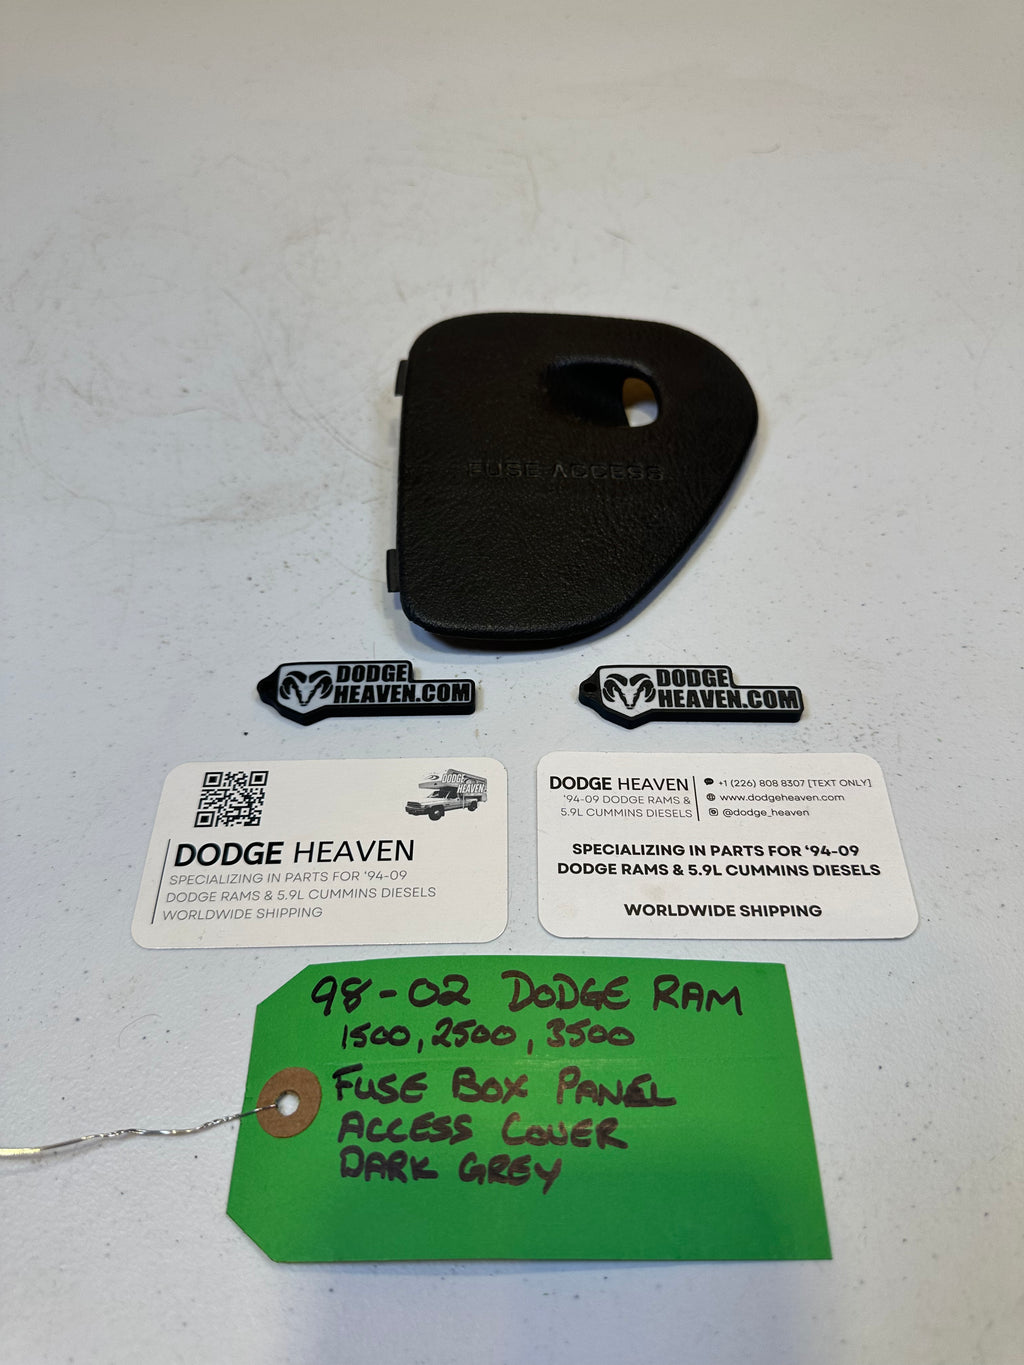 FUSE ACCESS
DODGE
HEAVEN.COM
DODGE
HEAVEN.COM
DODGE
HEAVEN
DODGE HEAVEN
SPECIALIZING IN PARTS FOR ‘94-09
DODGE RAMS & 5.9L CUMMINS DIESELS
WORLDWIDE SHIPPING
DODGE HEAVEN
‘94-09 DODGE RAMS &
5.9L CUMMINS DIESELS
+1 (226) 808 8307 [TEXT ONLY]
www.dodgeheaven.com
@dodge_heaven
SPECIALIZING IN PARTS FOR ‘94-09
DODGE RAMS & 5.9L CUMMINS DIESELS
WORLDWIDE SHIPPING
98-02 DODGE RAM
1500, 2500, 3500
FUSE BOX PANEL
ACCESS COVER
DARK GREY